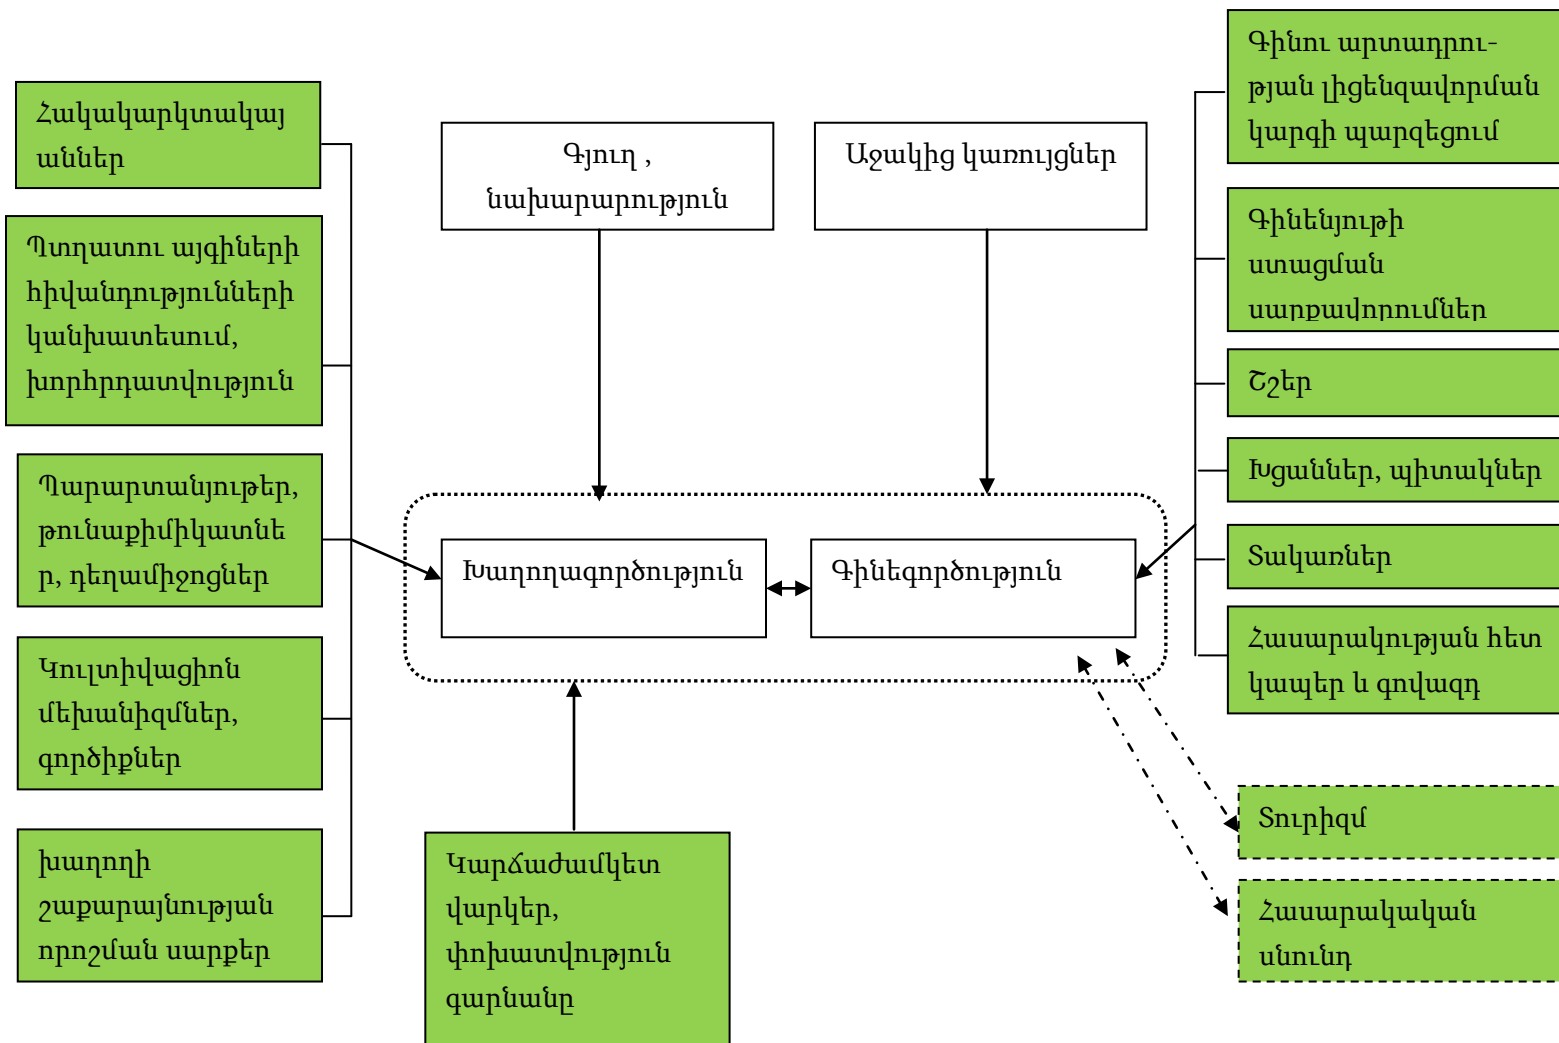 Հակակարկտակայ
աններ
Պտղատու այգիների
հիվանդությունների
կանխատեսում,
խորհրդատվություն
Պարարտանյութեր,
թունաքիմիկատնե
ր, դեղամիջոցներ
Կուլտիվացիոն
մեխանիզմներ,
գործիքներ
խաղողի
շաքարայնության
որոշման սարքեր
Գյուղ ,
նախարարություն
Աջակից կառույցներ
Խաղողագործություն
Գինեգործություն
Կարճաժամկետ
վարկեր,
փոխատվություն
գարնանը
Գինու արտադրու-
թյան լիցենզավորման
կարգի պարզեցում
Գինենյութի
ստացման
սարքավորումներ
Շշեր
Խցաններ, պիտակներ
Տակառներ
Հասարակության հետ
կապեր և գովազդ
Տուրիզմ
Հասարակական
սնունդ